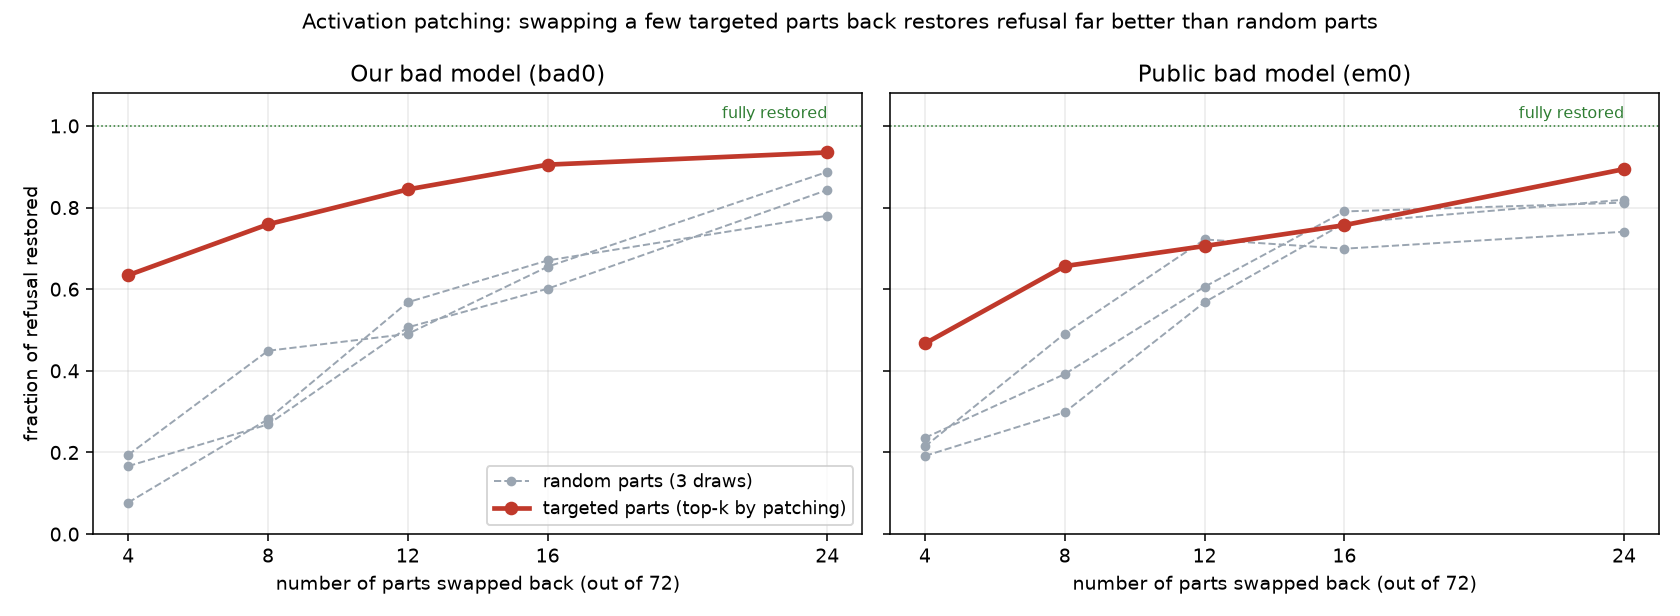 Activation patching: swapping a few targeted parts back restores refusal far better than random parts
Our bad model (bad0)
fully restored
fraction of refusal restored
1.0
0.8
0.6
0.4
0.2
0.0
random parts (3 draws)
targeted parts (top-k by patching)
4 8 12 16 24
number of parts swapped back (out of 72)
Public bad model (em0)
fully restored
4 8 12 16 24
number of parts swapped back (out of 72)